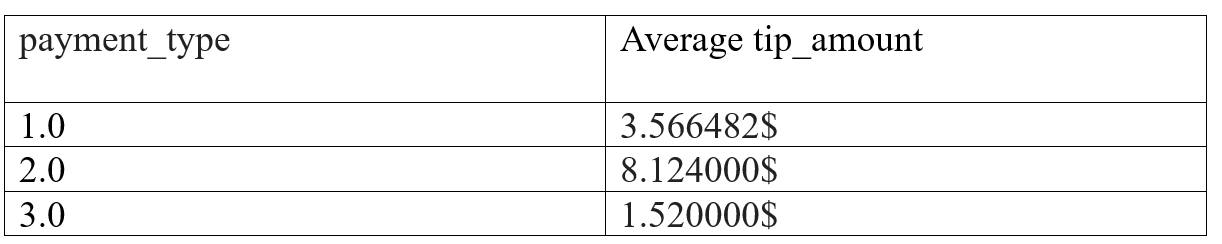 payment_type Average tip_amount
1.0 3.566482$
2.0 8.124000$
3.0 1.520000$